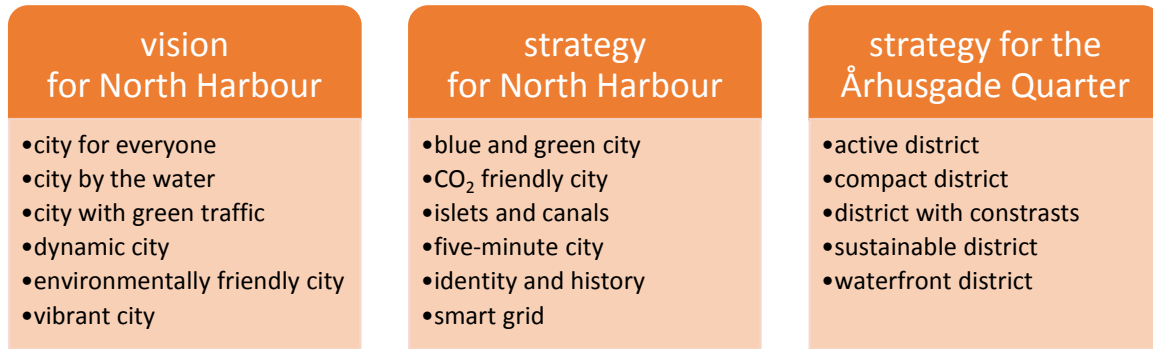 vision
for North Harbour
•city for everyone
•city by the water
•city with green traffic
•dynamic city
•environmentally friendly city
•vibrant city
strategy
for North Harbour
•blue and green city
•CO₂ friendly city
•islets and canals
•five-minute city
•identity and history
•smart grid
strategy for the
Århusgade Quarter
•active district
•compact district
•district with constrasts
•sustainable district
•waterfront district